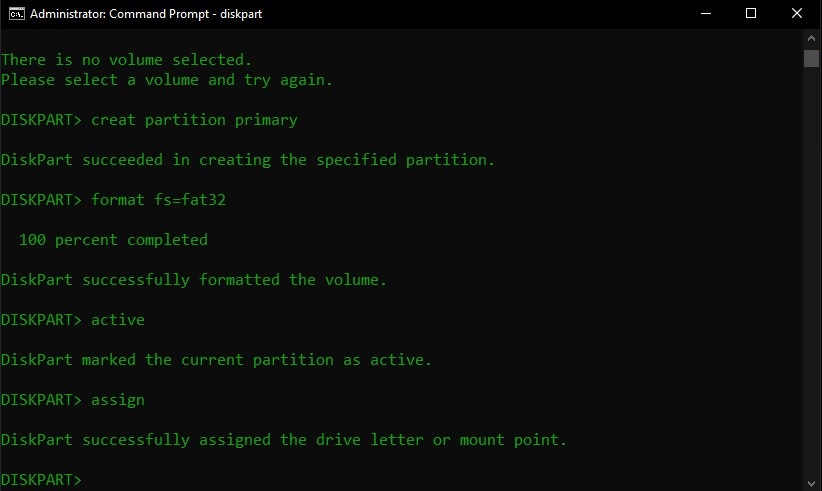 Administrator: Command Prompt - diskpart
There is no volume selected.
Please select a volume and try again.
DISKPART> creat partition primary
DiskPart succeeded in creating the specified partition.
DISKPART> format fs=fat32
100 percent completed
DiskPart successfully formatted the volume.
DISKPART> active
DiskPart marked the current partition as active.
DISKPART> assign
DiskPart successfully assigned the drive letter or mount point.
DISKPART>